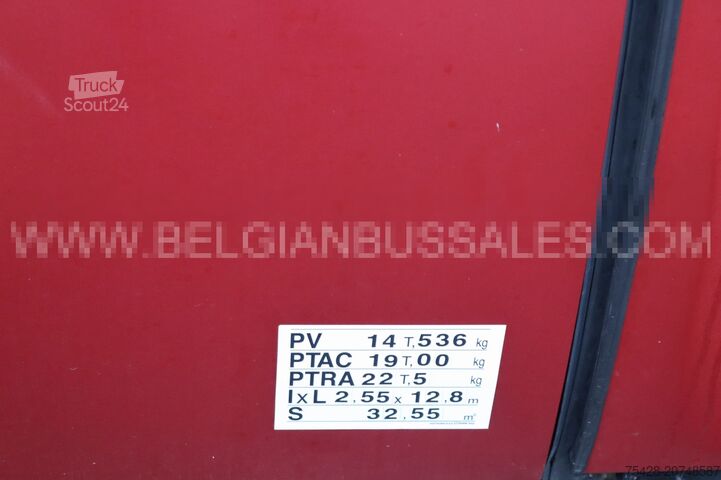 Truck
Scout24
WWW.BELGIANBUSSALES.COM
PV 14 T,536 kg
PTAC 19 T,00 kg
PTRA 22 T,5 kg
lxL 2,55 x 12,8 m
S 32,55 m²